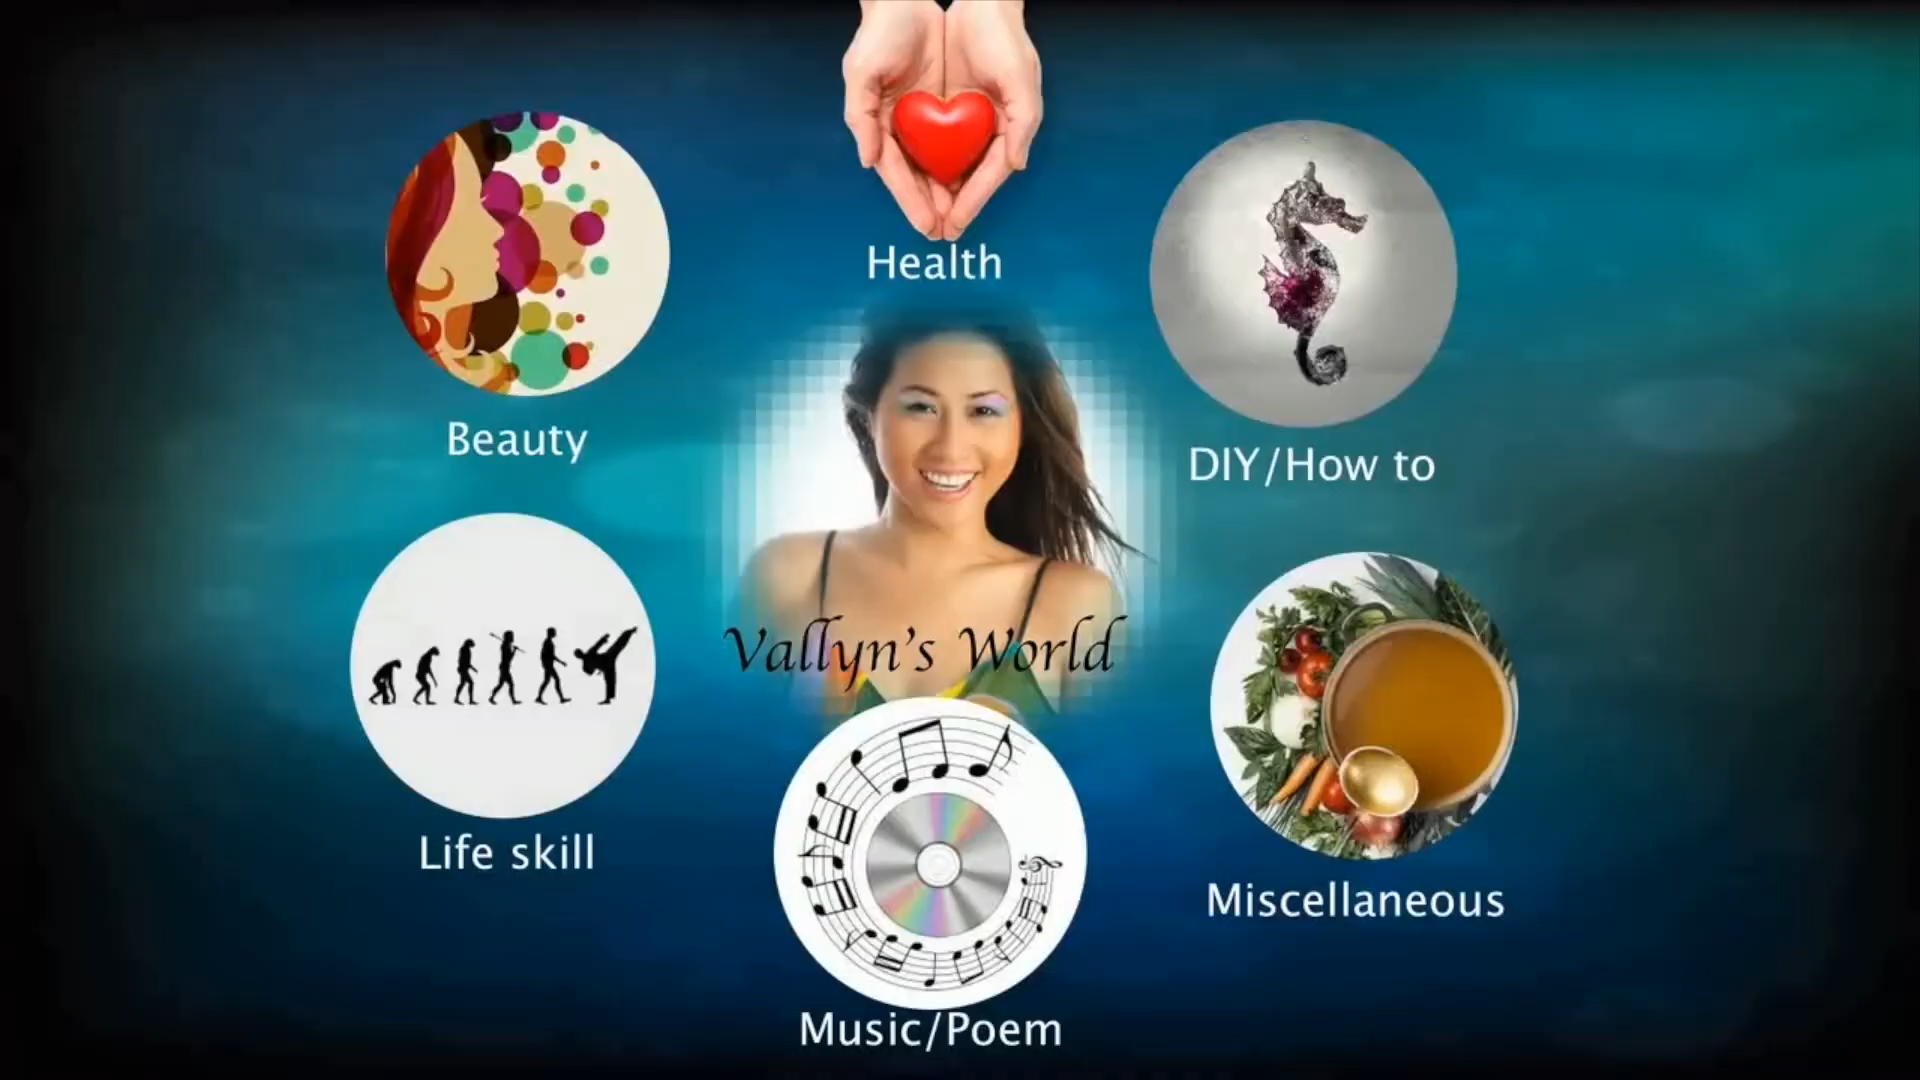 Health
Beauty
DIY/How to
Vallyn's World
Life skill
Miscellaneous
Music/Poem